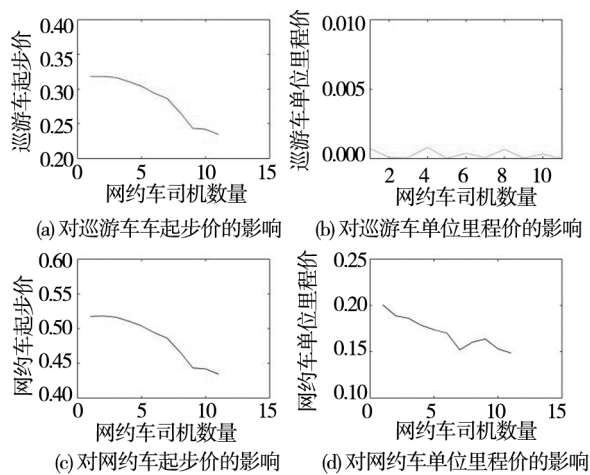 0.40
0.35
0.30
0.25
0.20
0
5
10
15
巡游车起步价
网约车司机数量
(a) 对巡游车车起步价的影响
0.010
0.005
0.000
2
4
6
8
10
巡游车单位里程价
网约车司机数量
(b) 对巡游车单位里程价的影响
0.60
0.55
0.50
0.45
0.40
0
5
10
15
网约车起步价
网约车司机数量
(c) 对网约车起步价的影响
0.25
0.20
0.15
0.10
0
5
10
15
网约车单位里程价
网约车司机数量
(d) 对网约车单位里程价的影响